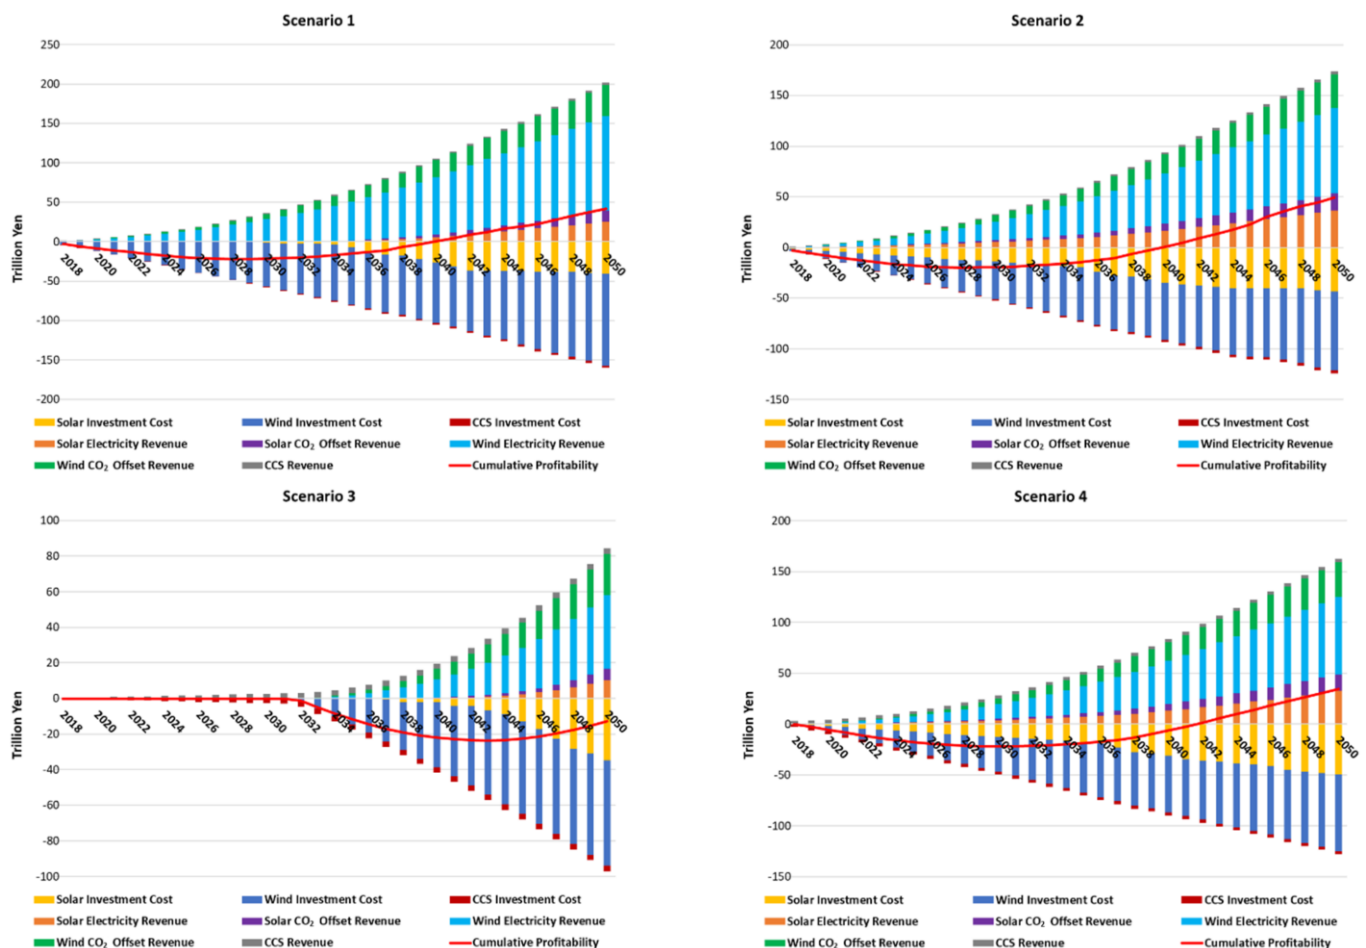 Scenario 1
250
200
150
100
50
0
-50
-100
-150
-200
Trillion Yen
2018 2020 2022 2024 2026 2028 2030 2032 2034 2036 2038 2040 2042 2044 2046 2048 2050
Solar Investment Cost Wind Investment Cost CCS Investment Cost
Solar Electricity Revenue Solar CO₂ Offset Revenue Wind Electricity Revenue
Wind CO₂ Offset Revenue CCS Revenue Cumulative Profitability
Scenario 2
200
150
100
50
0
-50
-100
-150
Trillion Yen
2018 2020 2022 2024 2026 2028 2030 2032 2034 2036 2038 2040 2042 2044 2046 2048 2050
Solar Investment Cost Wind Investment Cost CCS Investment Cost
Solar Electricity Revenue Solar CO₂ Offset Revenue Wind Electricity Revenue
Wind CO₂ Offset Revenue CCS Revenue Cumulative Profitability
Scenario 3
100
80
60
40
20
0
-20
-40
-60
-80
-100
Trillion Yen
2018 2020 2022 2024 2026 2028 2030 2032 2034 2036 2038 2040 2042 2044 2046 2048 2050
Solar Investment Cost Wind Investment Cost CCS Investment Cost
Solar Electricity Revenue Solar CO₂ Offset Revenue Wind Electricity Revenue
Wind CO₂ Offset Revenue CCS Revenue Cumulative Profitability
Scenario 4
200
150
100
50
0
-50
-100
-150
Trillion Yen
2018 2020 2022 2024 2026 2028 2030 2032 2034 2036 2038 2040 2042 2044 2046 2048 2050
Solar Investment Cost Wind Investment Cost CCS Investment Cost
Solar Electricity Revenue Solar CO₂ Offset Revenue Wind Electricity Revenue
Wind CO₂ Offset Revenue CCS Revenue Cumulative Profitability